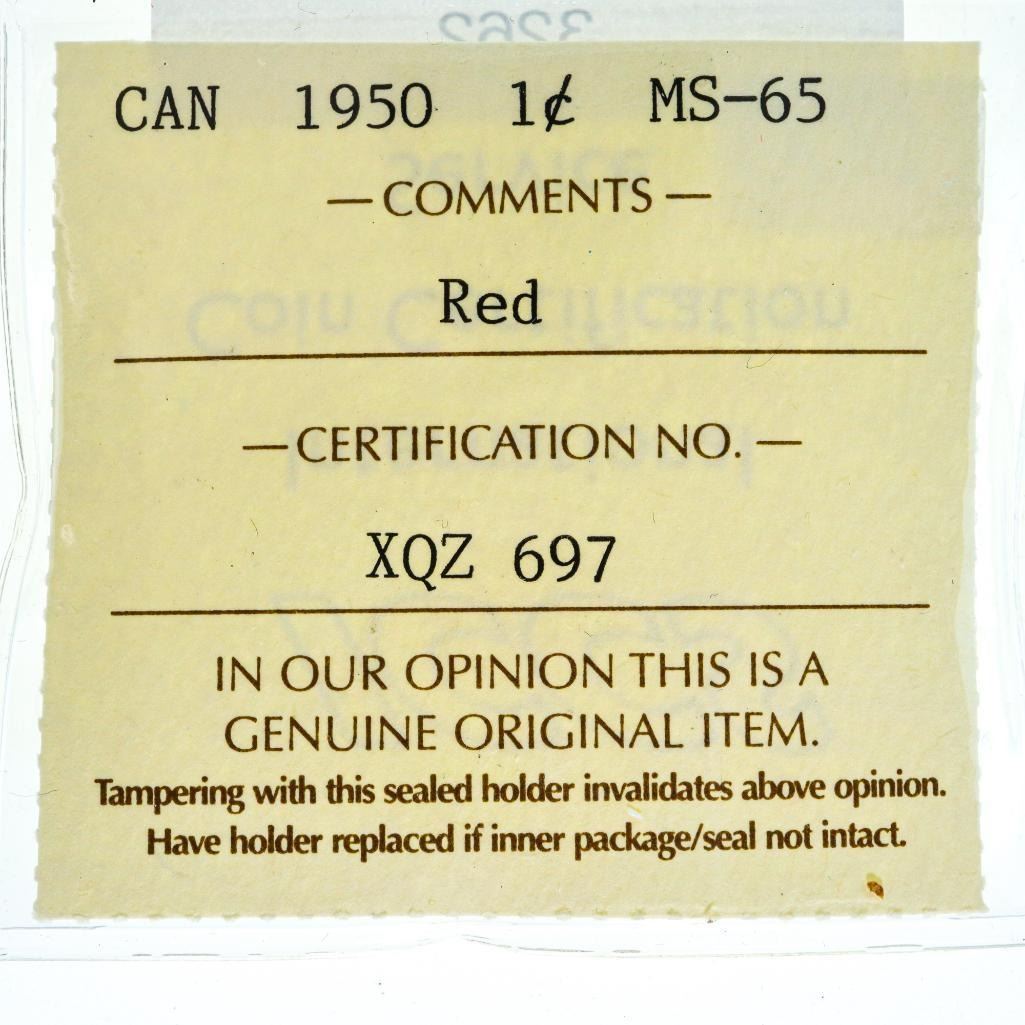 CAN 1950 1¢ MS-65
—COMMENTS—
Red
—CERTIFICATION NO.—
XQZ 697
IN OUR OPINION THIS IS A
GENUINE ORIGINAL ITEM.
Tampering with this sealed holder invalidates above opinion.
Have holder replaced if inner package/seal not intact.